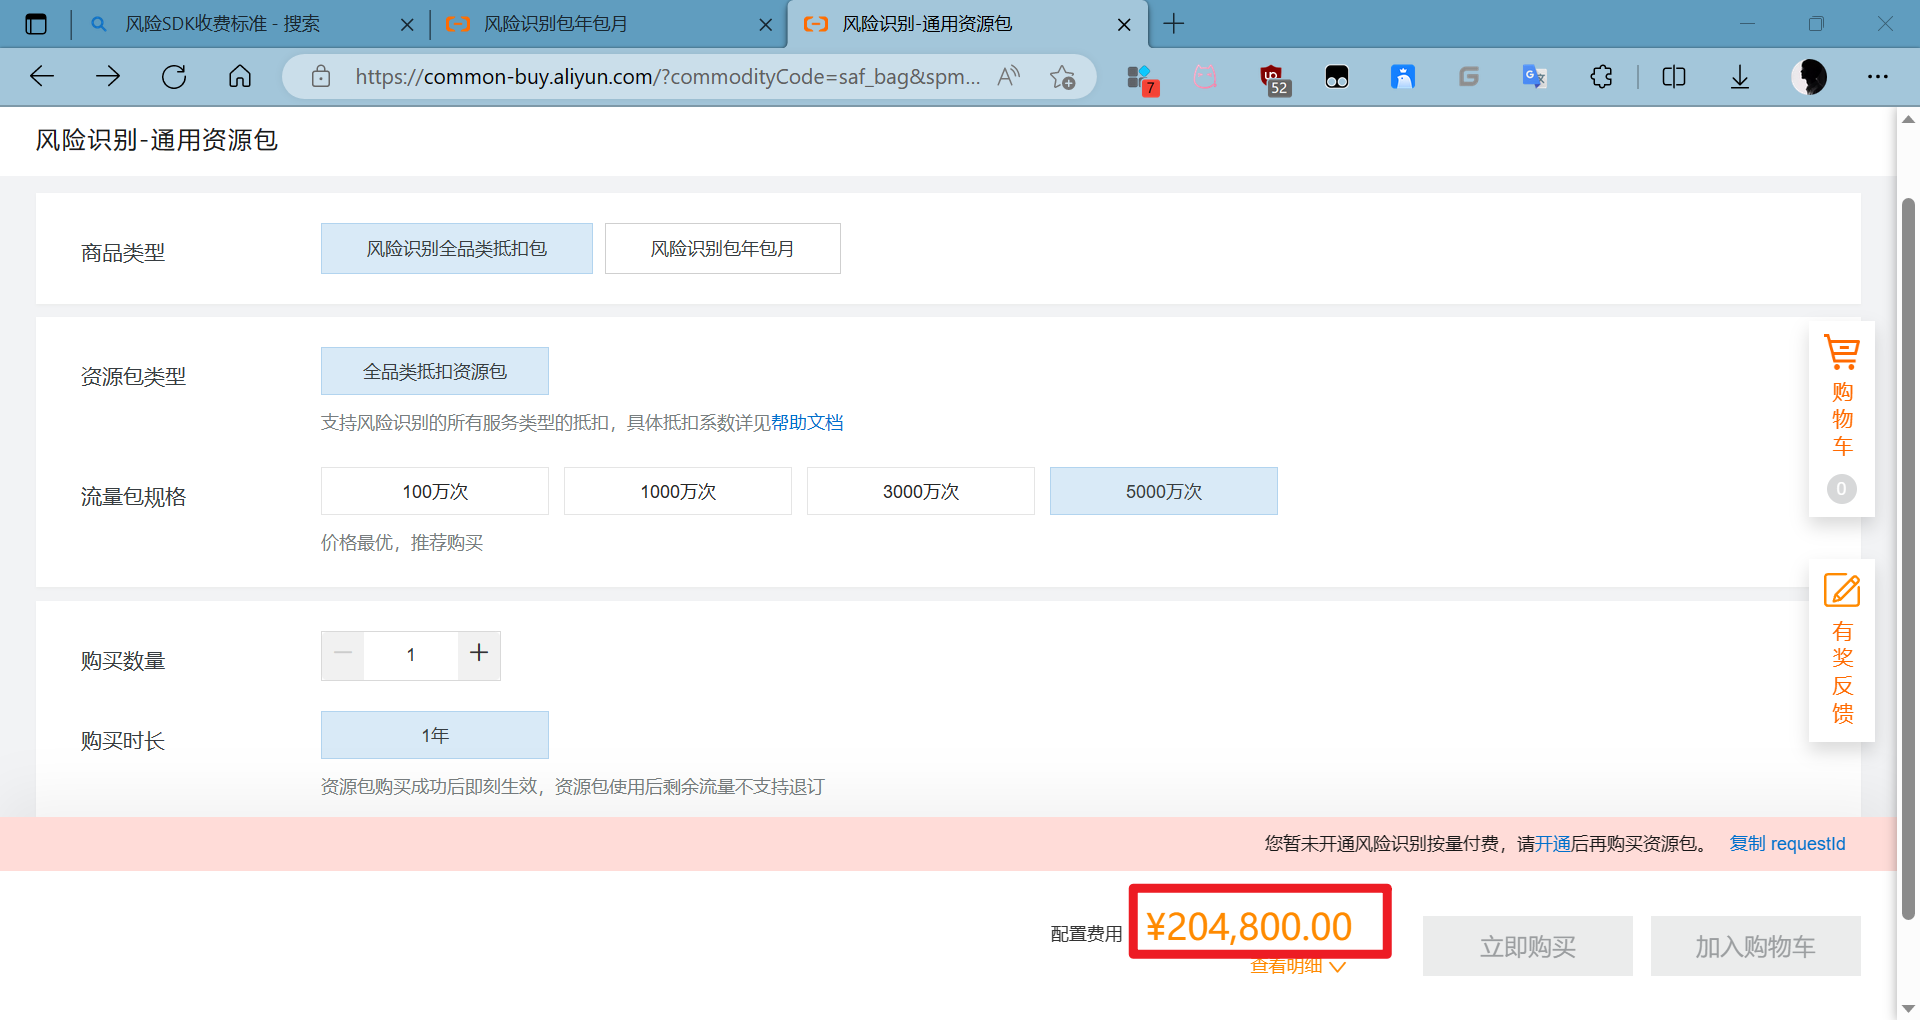 风险SDK收费标准 - 搜索
风险识别包年包月
风险识别-通用资源包
https://common-buy.aliyun.com/?commodityCode=saf_bag&spm...
7
52
风险识别-通用资源包
商品类型
风险识别全品类抵扣包
风险识别包年包月
资源包类型
全品类抵扣资源包
支持风险识别的所有服务类型的抵扣，具体抵扣系数详见帮助文档
流量包规格
100万次
1000万次
3000万次
5000万次
价格最优，推荐购买
购买数量
1
购买时长
1年
资源包购买成功后即刻生效，资源包使用后剩余流量不支持退订
购物车
0
有奖反馈
您暂未开通风险识别按量付费，请开通后再购买资源包。 复制 requestId
配置费用
¥204,800.00
查看明细
立即购买
加入购物车